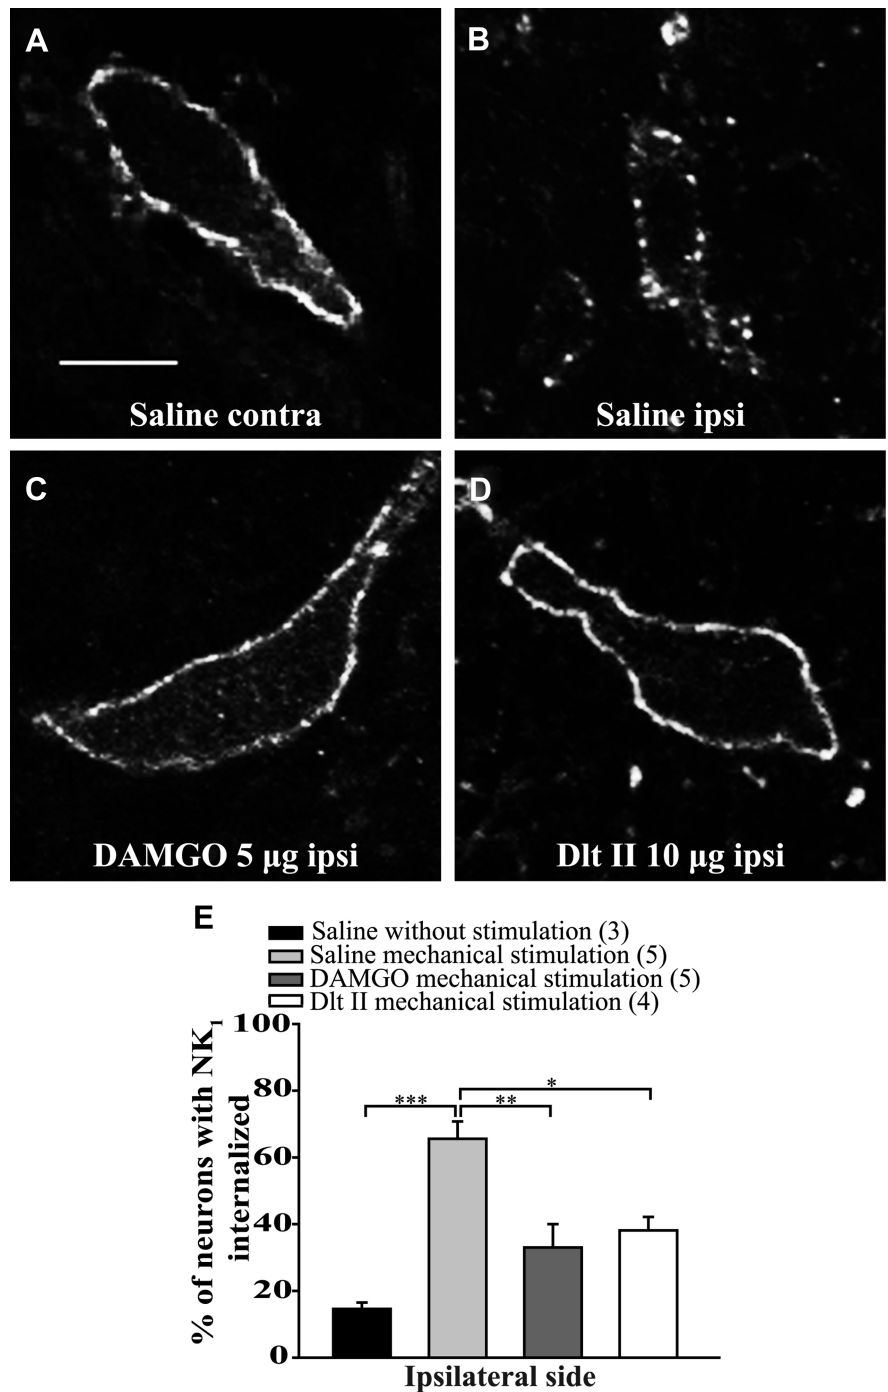 A
Saline contra
B
Saline ipsi
C
DAMGO 5 µg ipsi
D
Dlt II 10 µg ipsi
E
Saline without stimulation (3)
Saline mechanical stimulation (5)
DAMGO mechanical stimulation (5)
Dlt II mechanical stimulation (4)
% of neurons with NK1
internalized
100
80
60
40
20
0
***
**
*
Ipsilateral side